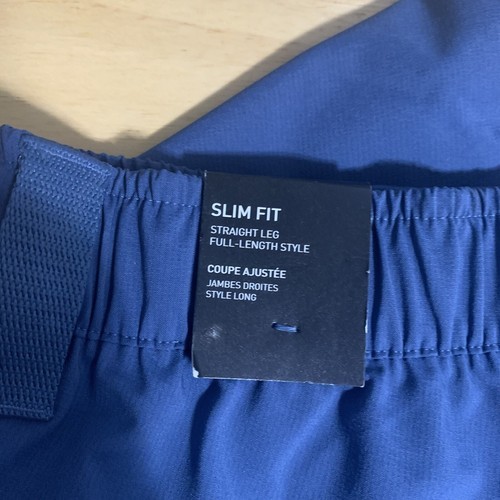 SLIM FIT
STRAIGHT LEG
FULL-LENGTH STYLE
COUPE AJUSTÉE
JAMBES DROITES
STYLE LONG